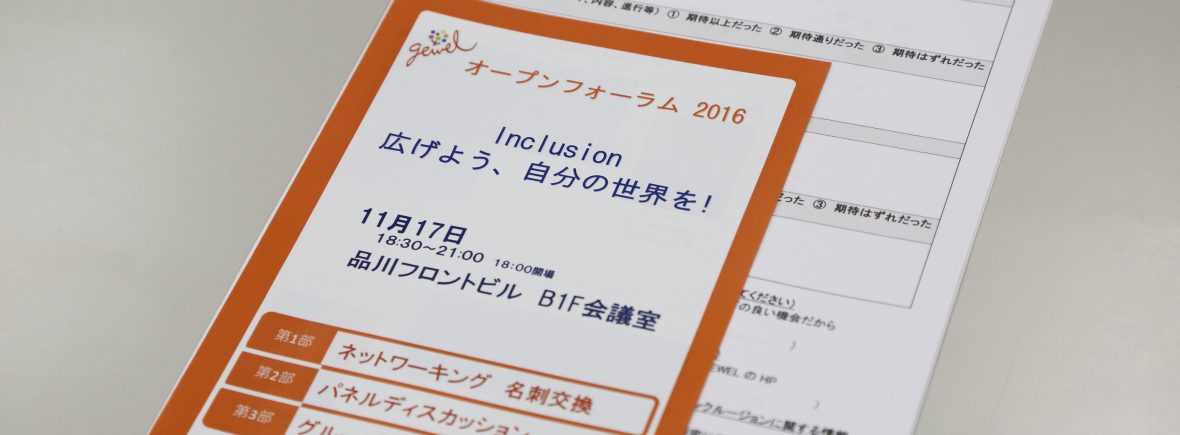 gewel
オープンフォーラム 2016
Inclusion
広げよう、自分の世界を!
11月17日
18:30～21:00 18:00開場
品川フロントビル B1F会議室
第1部 ネットワーキング 名刺交換
第2部 パネルディスカッション
第3部 グルー
、内容、進行等) ① 期待以上だった ② 期待通りだった ③ 期待はずれだった
だった ③ 期待はずれだった
てください)
の良い機会だから
)
EWEL の HP
)
ンクルージョンに関する情報